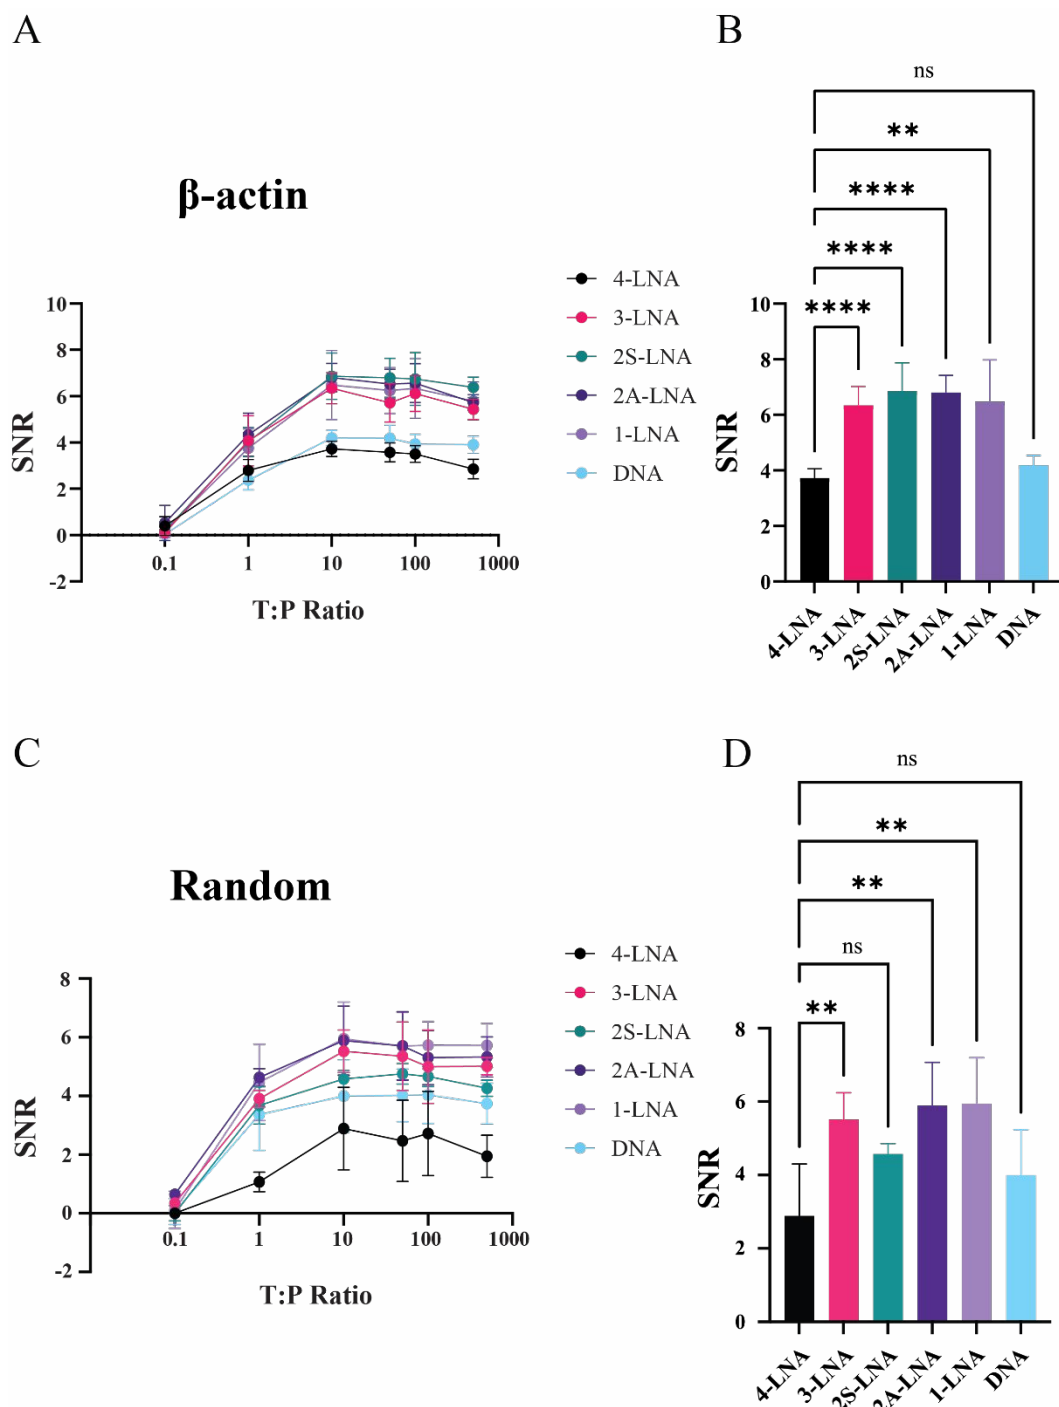 A
β-actin
10
8
6
4
2
0
-2
SNR
0.1
1
10
100
1000
T:P Ratio
4-LNA
3-LNA
2S-LNA
2A-LNA
1-LNA
DNA
B
ns
**
****
****
****
10
8
6
4
2
0
SNR
4-LNA
3-LNA
2S-LNA
2A-LNA
1-LNA
DNA
C
Random
8
6
4
2
0
-2
SNR
0.1
1
10
100
1000
T:P Ratio
4-LNA
3-LNA
2S-LNA
2A-LNA
1-LNA
DNA
D
ns
**
**
ns
**
8
6
4
2
0
SNR
4-LNA
3-LNA
2S-LNA
2A-LNA
1-LNA
DNA